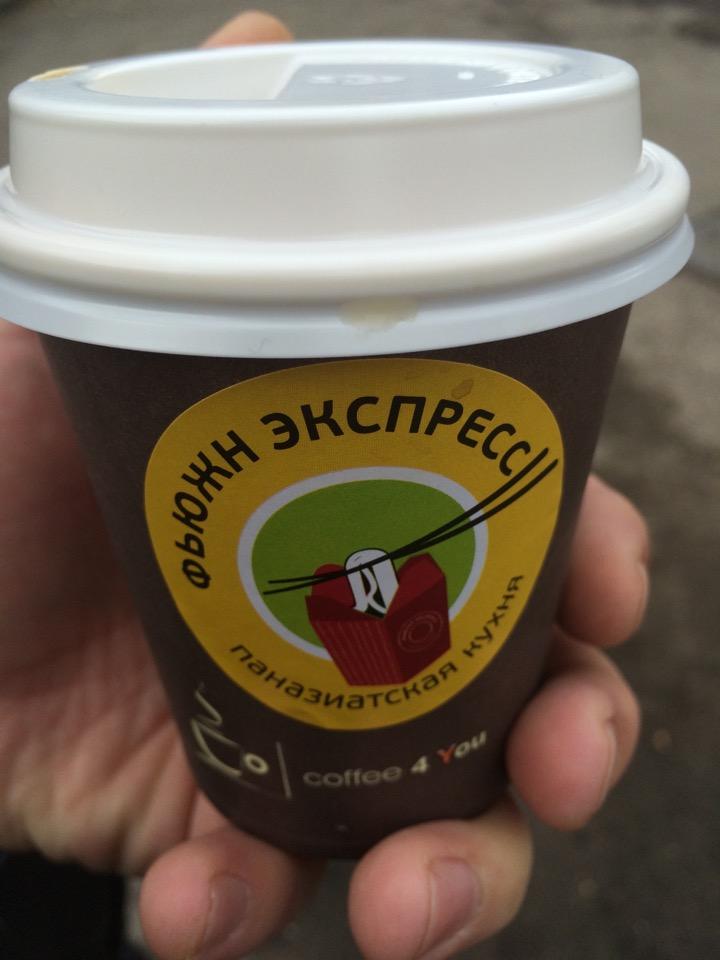 ФЬЮЖН ЭКСПРЕСС
паназиатская кухня
coffee 4 You